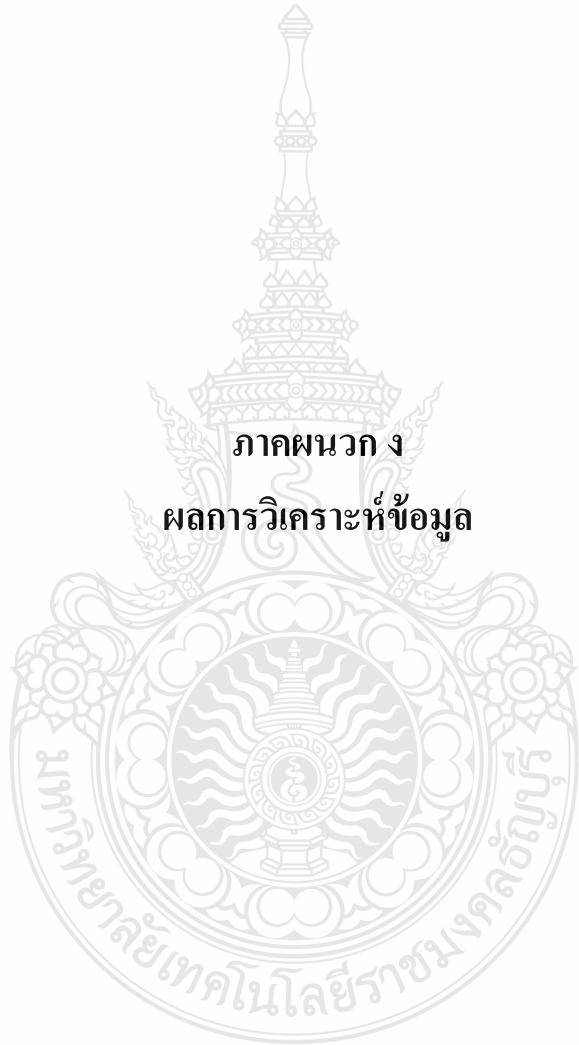 ภาคผนวก ง
ผลการวิเคราะห์ข้อมูล
มหาวิทยาลัยเทคโนโลยีราชมงคลธัญบุรี